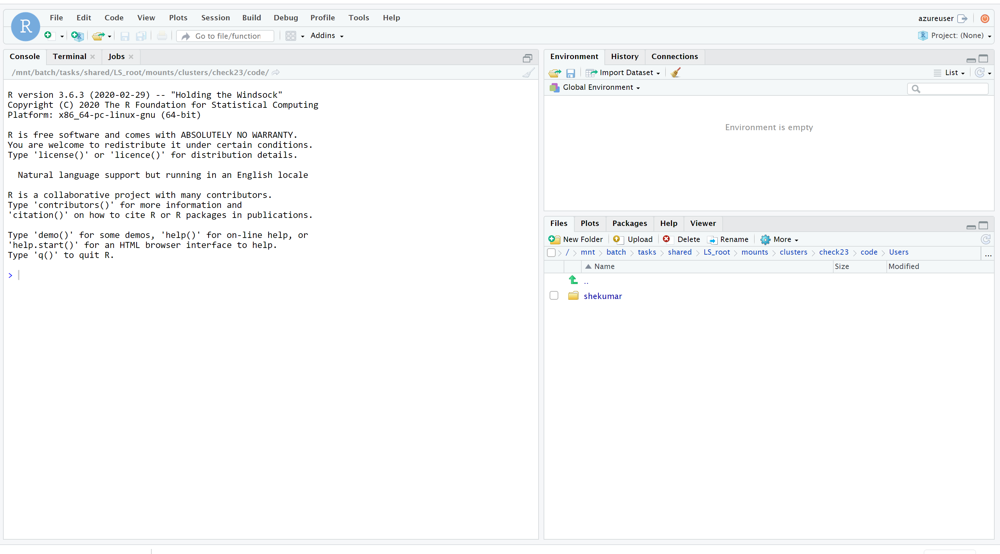 R
File Edit Code View Plots Session Build Debug Profile Tools Help
azureuser
Go to file/function
Addins
Project: (None)
Console Terminal Jobs
/mnt/batch/tasks/shared/LS_root/mounts/clusters/check23/code/
R version 3.6.3 (2020-02-29) -- "Holding the Windsock"
Copyright (C) 2020 The R Foundation for Statistical Computing
Platform: x86_64-pc-linux-gnu (64-bit)
R is free software and comes with ABSOLUTELY NO WARRANTY.
You are welcome to redistribute it under certain conditions.
Type 'license()' or 'licence()' for distribution details.
Natural language support but running in an English locale
R is a collaborative project with many contributors.
Type 'contributors()' for more information and
'citation()' on how to cite R or R packages in publications.
Type 'demo()' for some demos, 'help()' for on-line help, or
'help.start()' for an HTML browser interface to help.
Type 'q()' to quit R.
>
Environment History Connections
Import Dataset
List
Global Environment
Environment is empty
Files Plots Packages Help Viewer
New Folder Upload Delete Rename More
/ mnt batch tasks shared LS_root mounts clusters check23 code Users ...
Name Size Modified
..
shekumar